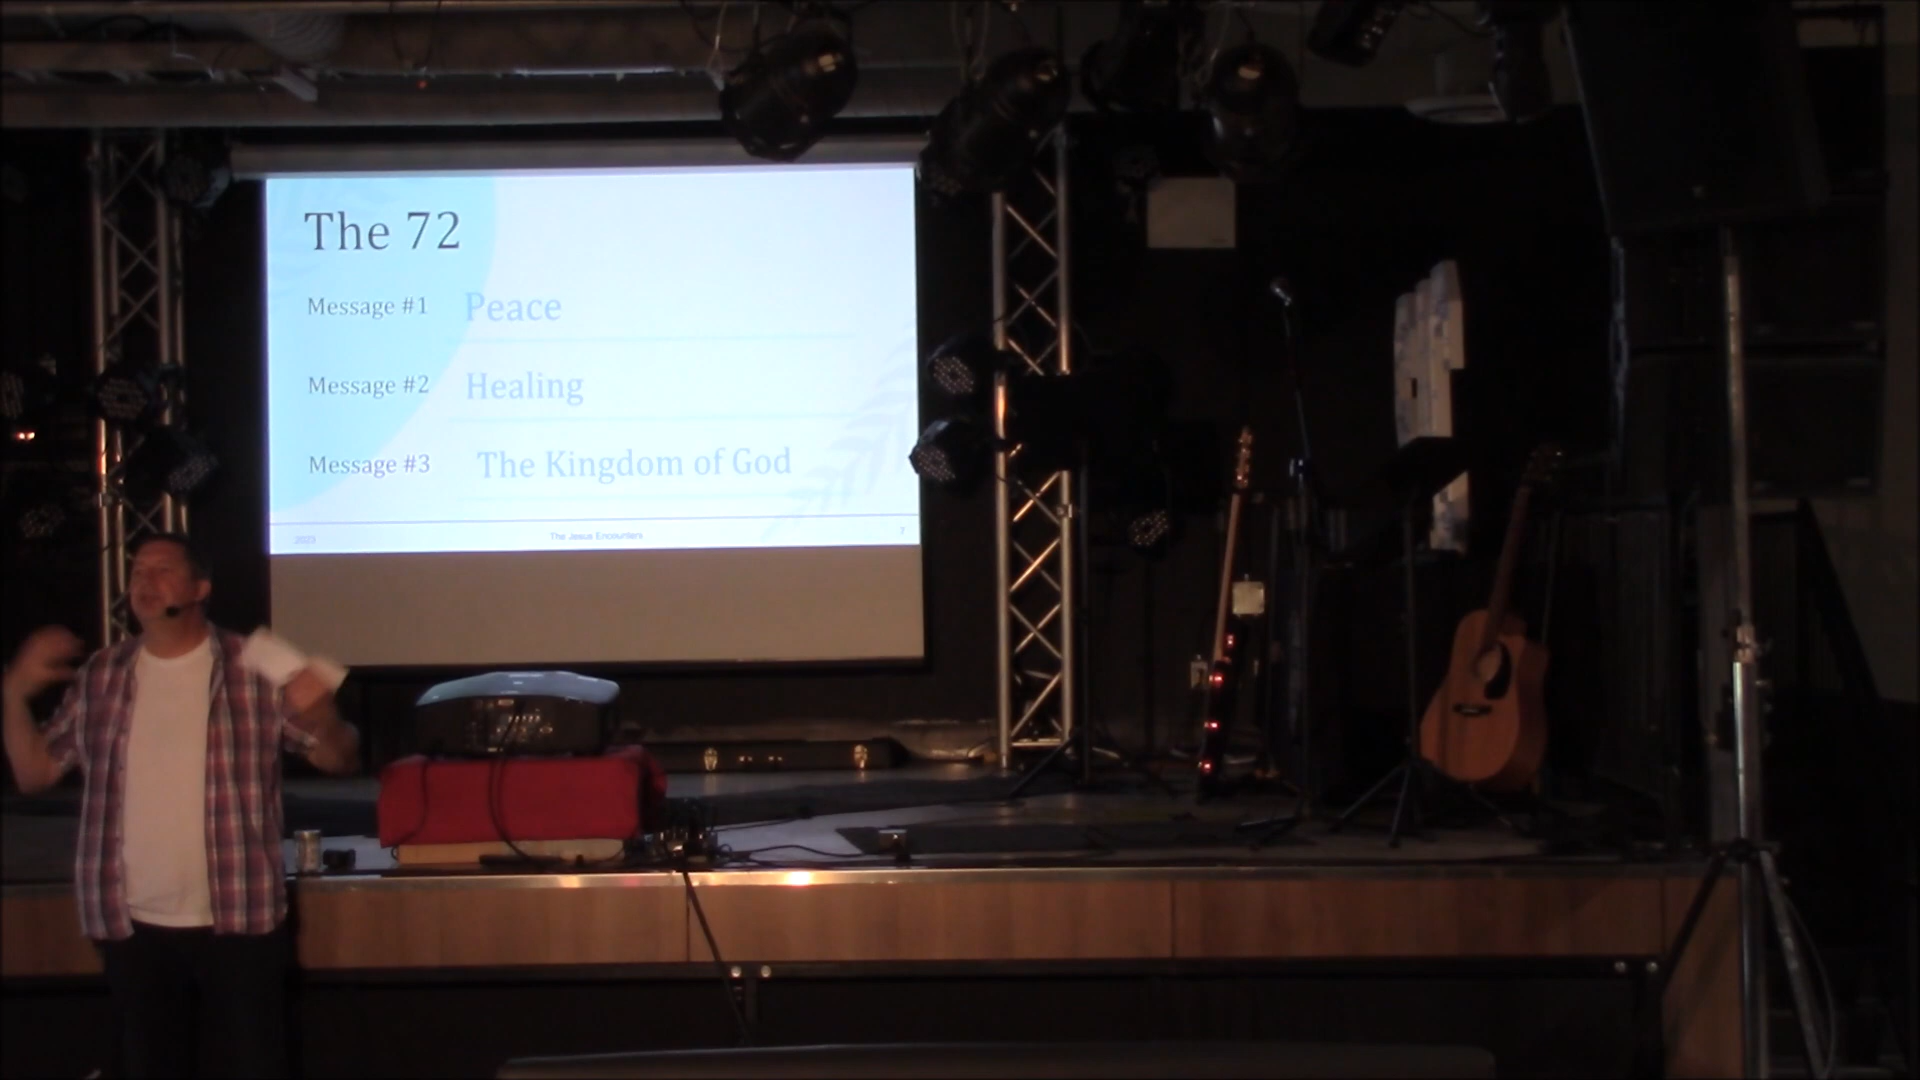 The 72
Message #1 Peace
Message #2 Healing
Message #3 The Kingdom of God
2023 The Jesus Encounters 7